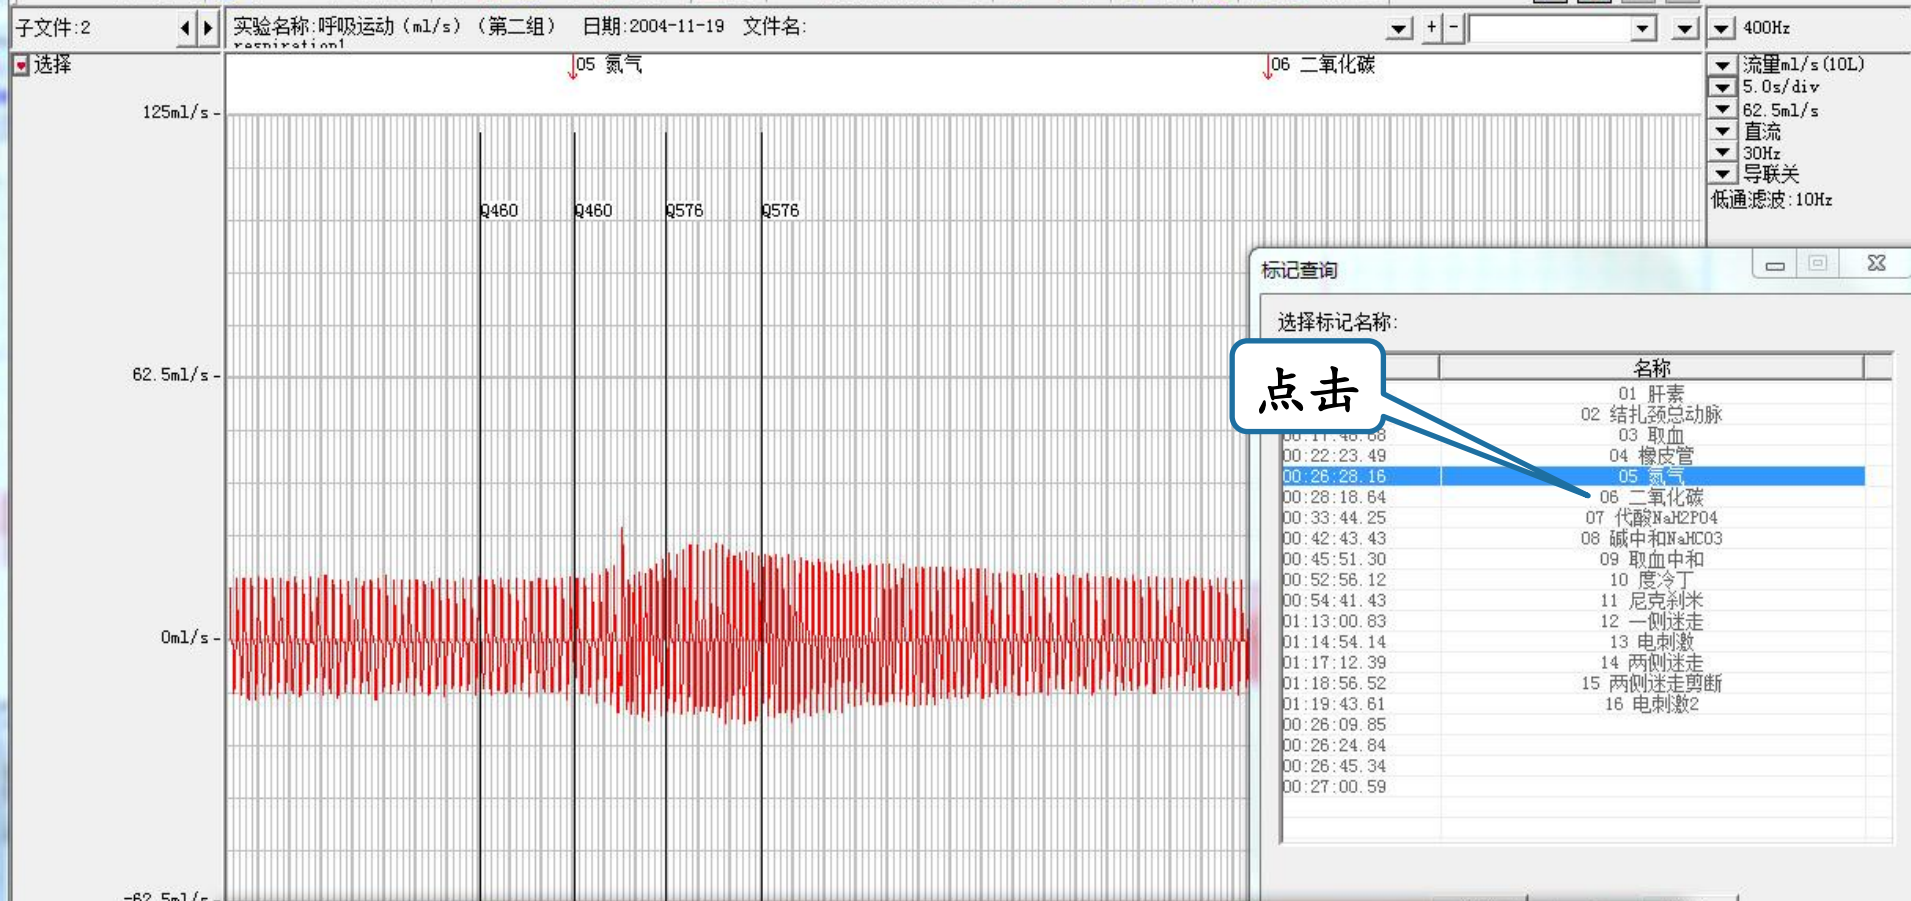 子文件:2
实验名称:呼吸运动(ml/s)(第二组) 日期:2004-11-19 文件名:
respiration1
+ -
400Hz
选择
05 氮气
06 二氧化碳
流量ml/s(10L)
5.0s/div
62.5ml/s
直流
30Hz
导联关
低通滤波:10Hz
125ml/s
Q460 Q460 Q576 Q576
62.5ml/s
0ml/s
-62.5ml/s
标记查询
选择标记名称:
点击
名称
01 肝素
02 结扎颈总动脉
00:17:48.68 03 取血
00:22:23.49 04 橡皮管
00:26:28.16 05 氮气
00:28:18.64 06 二氧化碳
00:33:44.25 07 代酸NaH2PO4
00:42:43.43 08 碱中和NaHCO3
00:45:51.30 09 取血中和
00:52:56.12 10 度冷丁
00:54:41.43 11 尼克刹米
01:13:00.83 12 一侧迷走
01:14:54.14 13 电刺激
01:17:12.39 14 两侧迷走
01:18:56.52 15 两侧迷走剪断
01:19:43.61 16 电刺激2
00:26:09.85
00:26:24.84
00:26:45.34
00:27:00.59